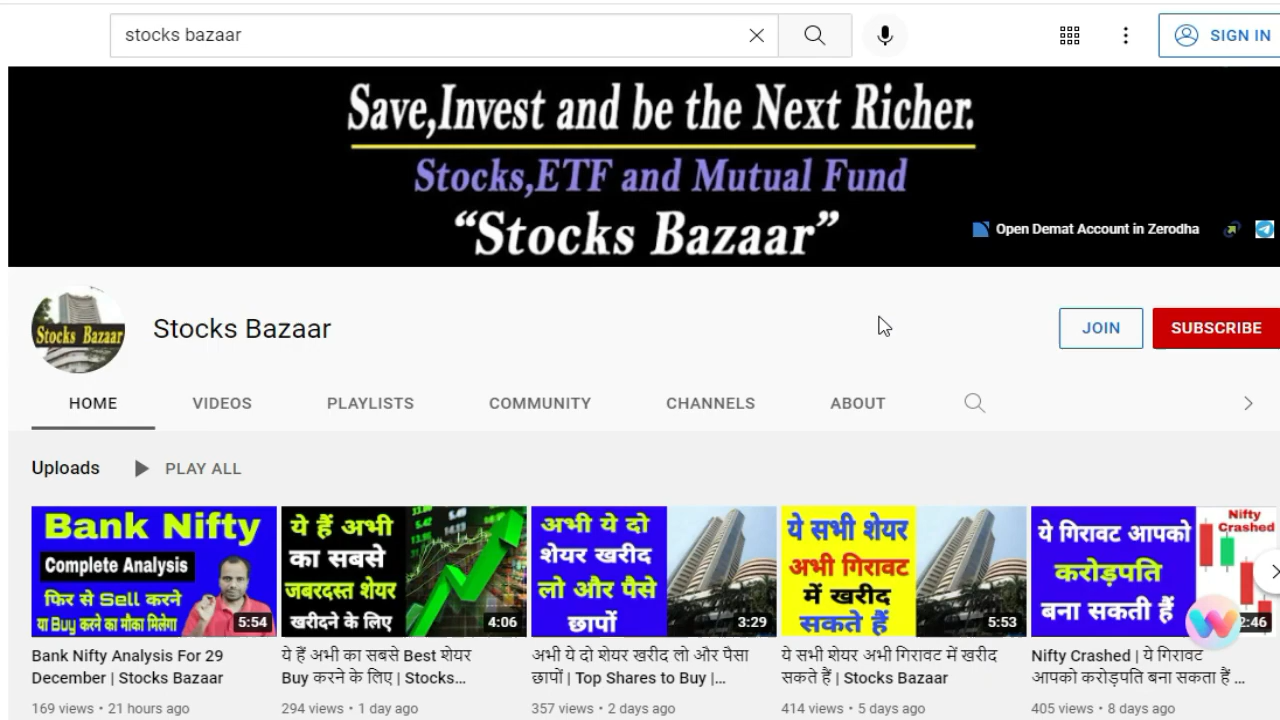 stocks bazaar
SIGN IN
Save,Invest and be the Next Richer.
Stocks,ETF and Mutual Fund
“Stocks Bazaar”
Open Demat Account in Zerodha
Stocks Bazaar
Stocks Bazaar
JOIN
SUBSCRIBE
HOME
VIDEOS
PLAYLISTS
COMMUNITY
CHANNELS
ABOUT
Uploads
PLAY ALL
Bank Nifty
Complete Analysis
फिर से Sell करने
या Buy करने का मौका मिलेगा
5:54
ये हैं अभी
का सबसे
जबरदस्त शेयर
खरीदने के लिए
4:06
अभी ये दो
शेयर खरीद
लो और पैसे
छापों
3:29
ये सभी शेयर
अभी गिरावट
में खरीद
सकते हैं
5:53
ये गिरावट आपको
करोड़पति
बना सकती हैं
Nifty
Crashed
2:46
Bank Nifty Analysis For 29
December | Stocks Bazaar
169 views • 21 hours ago
ये हैं अभी का सबसे Best शेयर
Buy करने के लिए | Stocks...
294 views • 1 day ago
अभी ये दो शेयर खरीद लो और पैसा
छापों | Top Shares to Buy |...
357 views • 2 days ago
ये सभी शेयर अभी गिरावट में खरीद
सकते हैं | Stocks Bazaar
414 views • 5 days ago
Nifty Crashed | ये गिरावट
आपको करोड़पति बना सकता हैं ...
405 views • 8 days ago